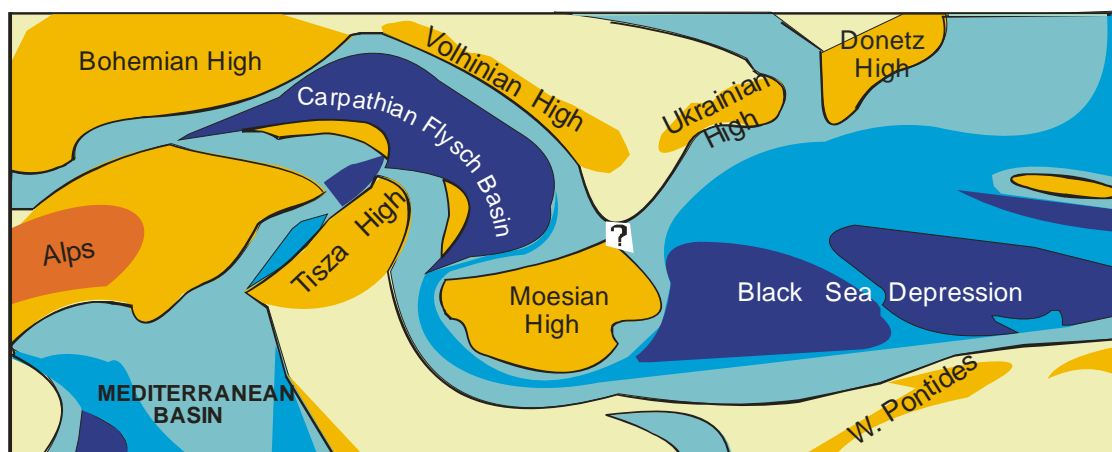 Bohemian High
Volhinian High
Donetz
High
Carpathian Flysch Basin
Ukrainian
High
Alps
Tisza High
?
Moesian
High
Black Sea Depression
MEDITERRANEAN
BASIN
W. Pontides